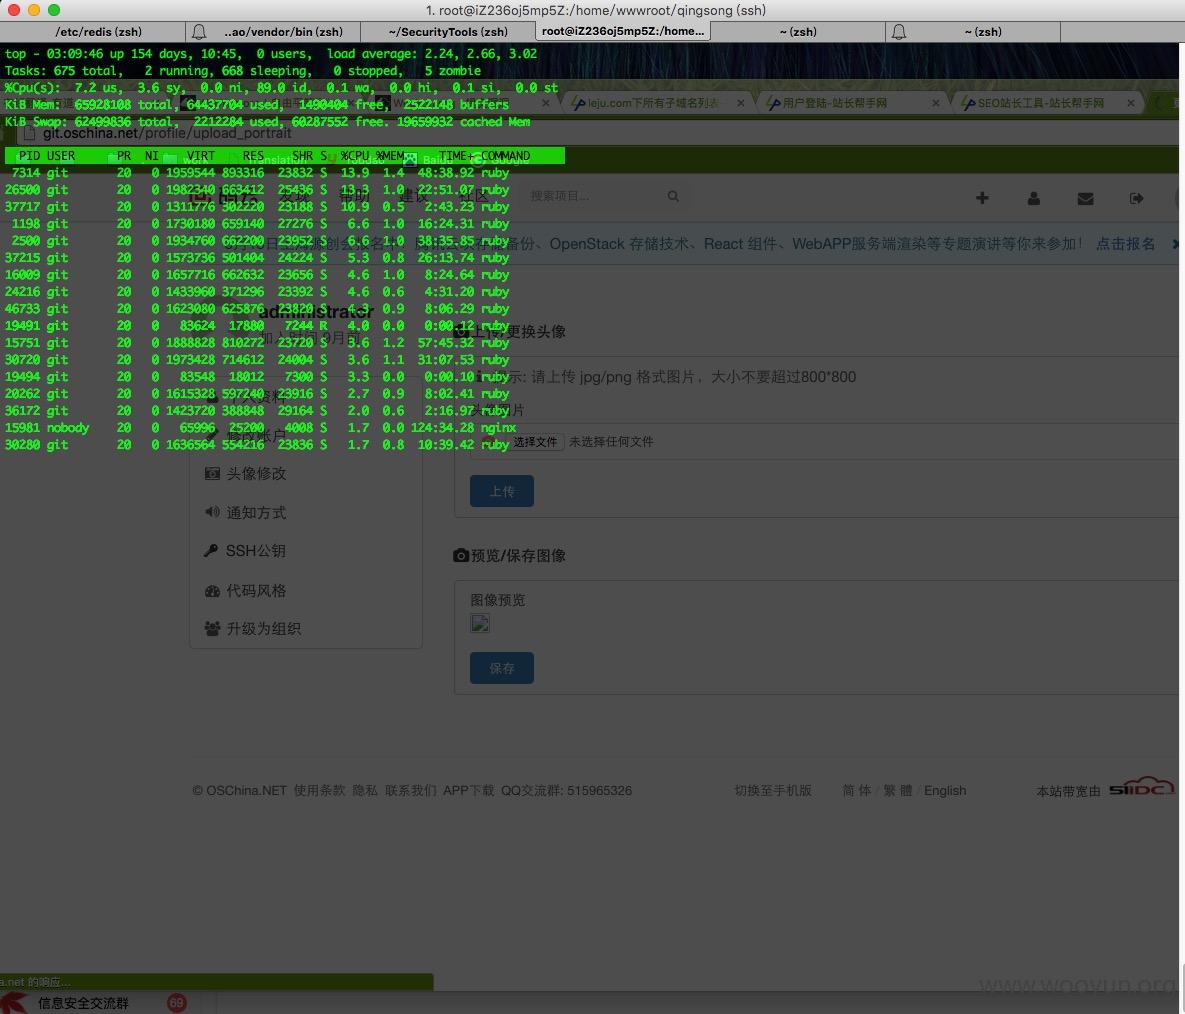 1. root@iZ236oj5mp5Z:/home/wwwroot/qingsong (ssh)
/etc/redis (zsh)
..ao/vendor/bin (zsh)
~/SecurityTools (zsh)
root@iZ236oj5mp5Z:/home...
~ (zsh)
~ (zsh)
top - 03:09:46 up 154 days, 10:45, 0 users, load average: 2.24, 2.66, 3.02
Tasks: 675 total, 2 running, 668 sleeping, 0 stopped, 5 zombie
%Cpu(s): 7.2 us, 3.6 sy, 0.0 ni, 89.0 id, 0.1 wa, 0.0 hi, 0.1 si, 0.0 st
KiB Mem: 65928108 total, 64437704 used, 1490404 free, 2522148 buffers
KiB Swap: 62499836 total, 2212284 used, 60287552 free. 19659932 cached Mem
leju.com下所有子域名列表
用户登陆-站长帮手网
SEO站长工具-站长帮手网
git.oschina.net/profile/upload_portrait
PID USER PR NI VIRT RES SHR S %CPU %MEM TIME+ COMMAND
7314 git 20 0 1959544 893316 23832 S 13.9 1.4 48:38.92 ruby
26500 git 20 0 1982340 663412 25436 S 13.3 1.0 22:51.07 ruby
37717 git 20 0 1311776 302220 23188 S 10.9 0.5 2:43.23 ruby
1198 git 20 0 1730180 659140 27276 S 6.6 1.0 16:24.31 ruby
2500 git 20 0 1934760 662200 23952 S 6.6 1.0 38:35.85 ruby
37215 git 20 0 1573736 501404 24224 S 5.3 0.8 26:13.74 ruby
16009 git 20 0 1657716 662632 23656 S 4.6 1.0 8:24.64 ruby
24216 git 20 0 1433960 371296 23392 S 4.6 0.6 4:31.20 ruby
46733 git 20 0 1623080 625876 23820 S 4.3 0.9 8:06.29 ruby
19491 git 20 0 83624 17880 7244 R 4.0 0.0 0:00.12 ruby
15751 git 20 0 1888828 810272 23720 S 3.6 1.2 57:45.32 ruby
30720 git 20 0 1973428 714612 24004 S 3.6 1.1 31:07.53 ruby
19494 git 20 0 83548 18012 7300 R 3.3 0.0 0:00.10 ruby
20262 git 20 0 1615328 597240 23916 S 2.7 0.9 8:02.41 ruby
36172 git 20 0 1423720 388848 29164 S 2.0 0.6 2:16.97 ruby
15981 nobody 20 0 65996 25200 4008 S 1.7 0.0 124:34.28 nginx
30280 git 20 0 1636564 554216 23836 S 1.7 0.8 10:39.42 ruby
发现 帮助 建议 社区
搜索项目...
OpenStack 存储技术、React 组件、WebAPP服务端渲染等专题演讲等你来参加！ 点击报名
administrator
加入时间 9月前
上传/更换头像
提示: 请上传 jpg/png 格式图片，大小不要超过800*800
头像图片
选择文件 未选择任何文件
上传
个人资料
修改账户
头像修改
通知方式
SSH公钥
代码风格
升级为组织
预览/保存图像
图像预览
保存
© OSChina.NET 使用条款 隐私 联系我们 APP下载 QQ交流群: 515965326
切换至手机版
简 体 / 繁 體 / English
本站带宽由
a.net 的响应...
信息安全交流群
69
www.wooyun.org